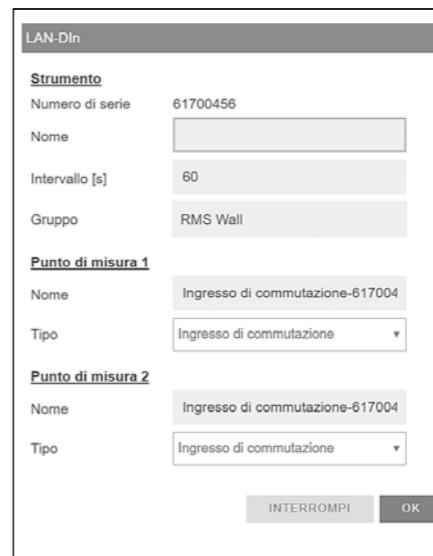 LAN-DIn
Strumento
Numero di serie 61700456
Nome
Intervallo [s] 60
Gruppo RMS Wall
Punto di misura 1
Nome Ingresso di commutazione-617004
Tipo Ingresso di commutazione
Punto di misura 2
Nome Ingresso di commutazione-617004
Tipo Ingresso di commutazione
INTERROMPI OK